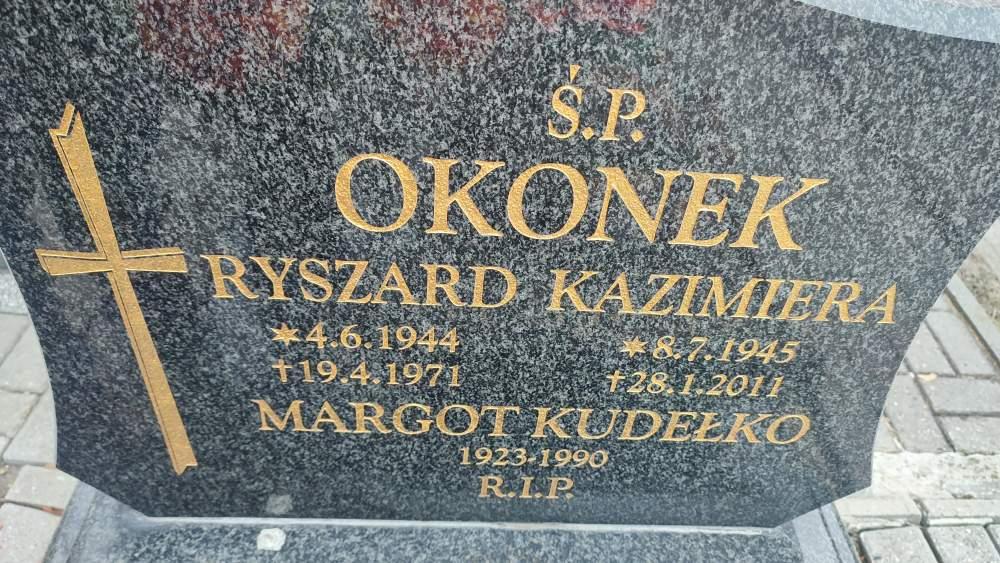 Ś.P.
OKONEK
RYSZARD KAZIMIERA
✶4.6.1944 ✶8.7.1945
†19.4.1971 †28.1.2011
MARGOT KUDEŁKO
1923-1990
R.I.P.